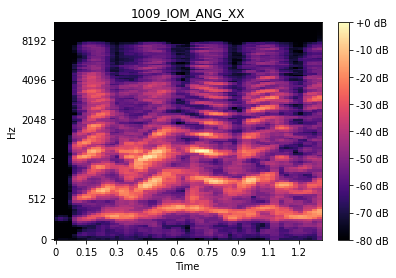 1009_IOM_ANG_XX
Hz
8192
4096
2048
1024
512
0
0 0.15 0.3 0.45 0.6 0.75 0.9 1.1 1.2
Time
+0 dB
-10 dB
-20 dB
-30 dB
-40 dB
-50 dB
-60 dB
-70 dB
-80 dB